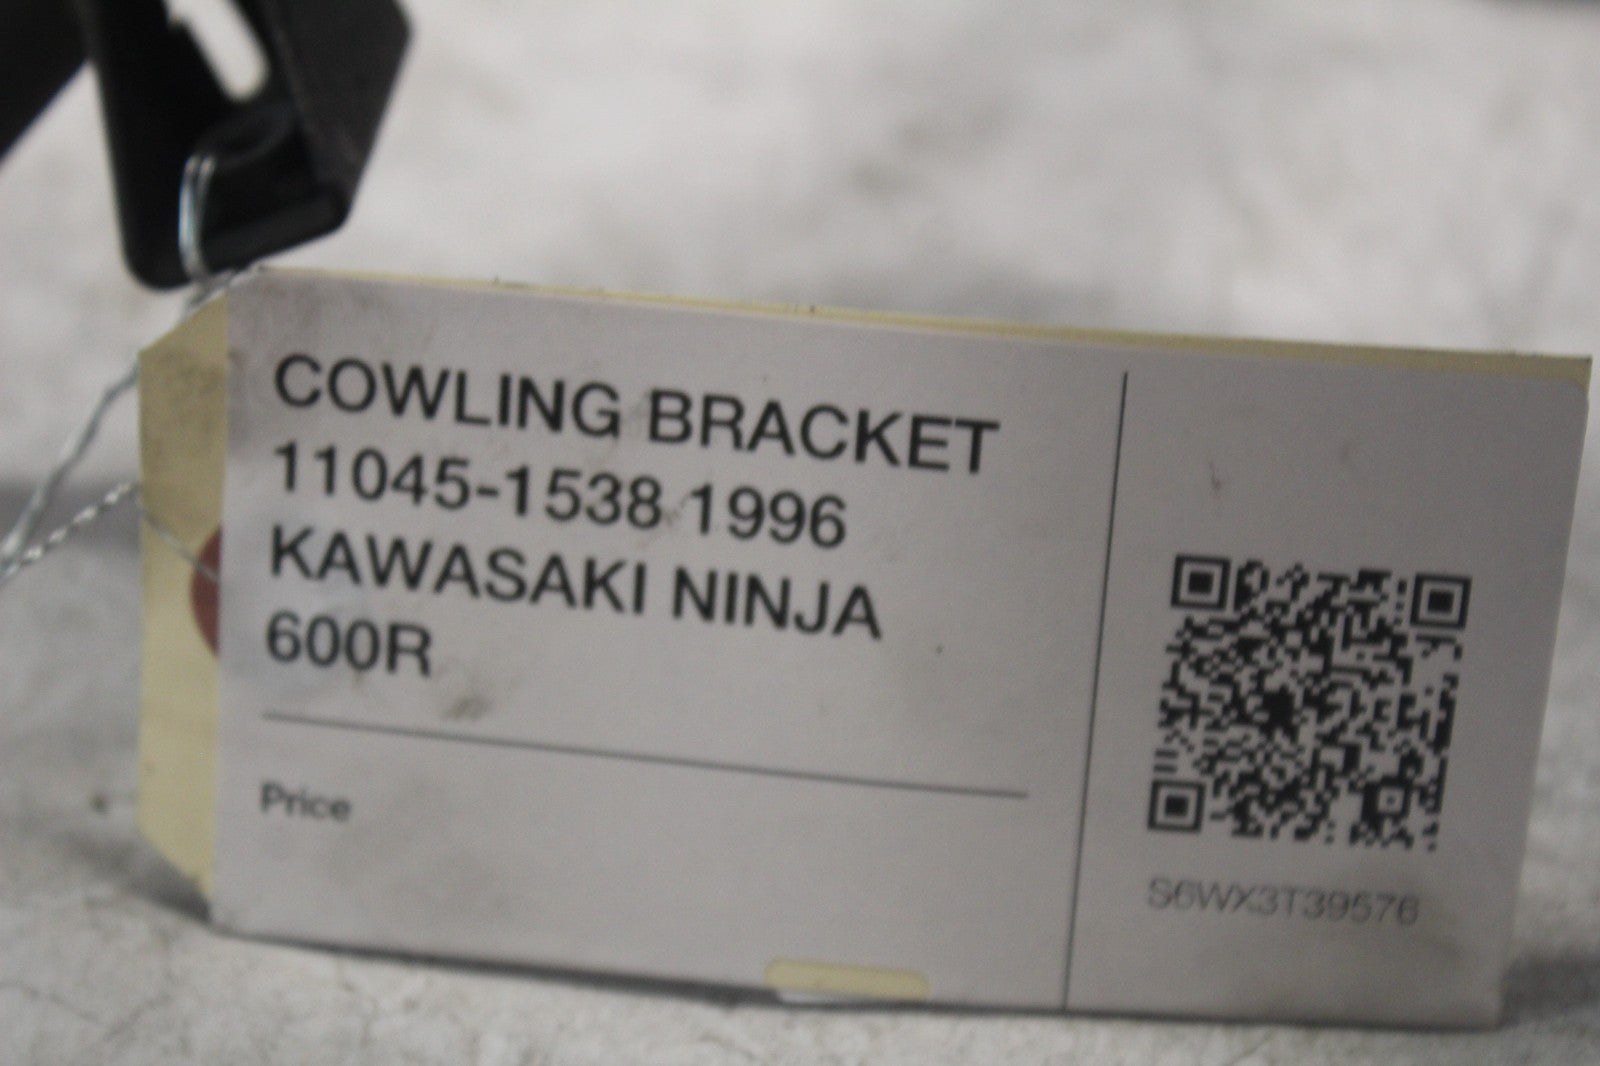 COWLING BRACKET
11045-1538 1996
KAWASAKI NINJA
600R
Price
S6WX3T39576